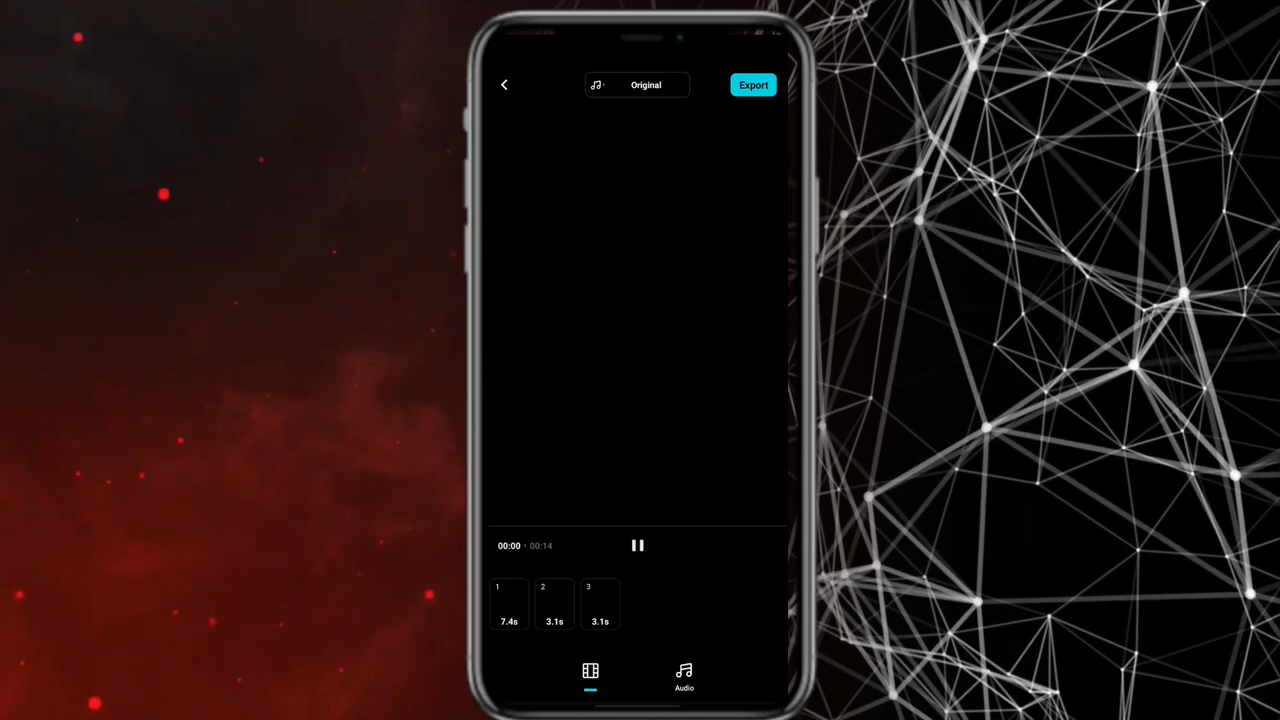 Original
Export
00:00 00:14
1 2 3
7.4s 3.1s 3.1s
Audio